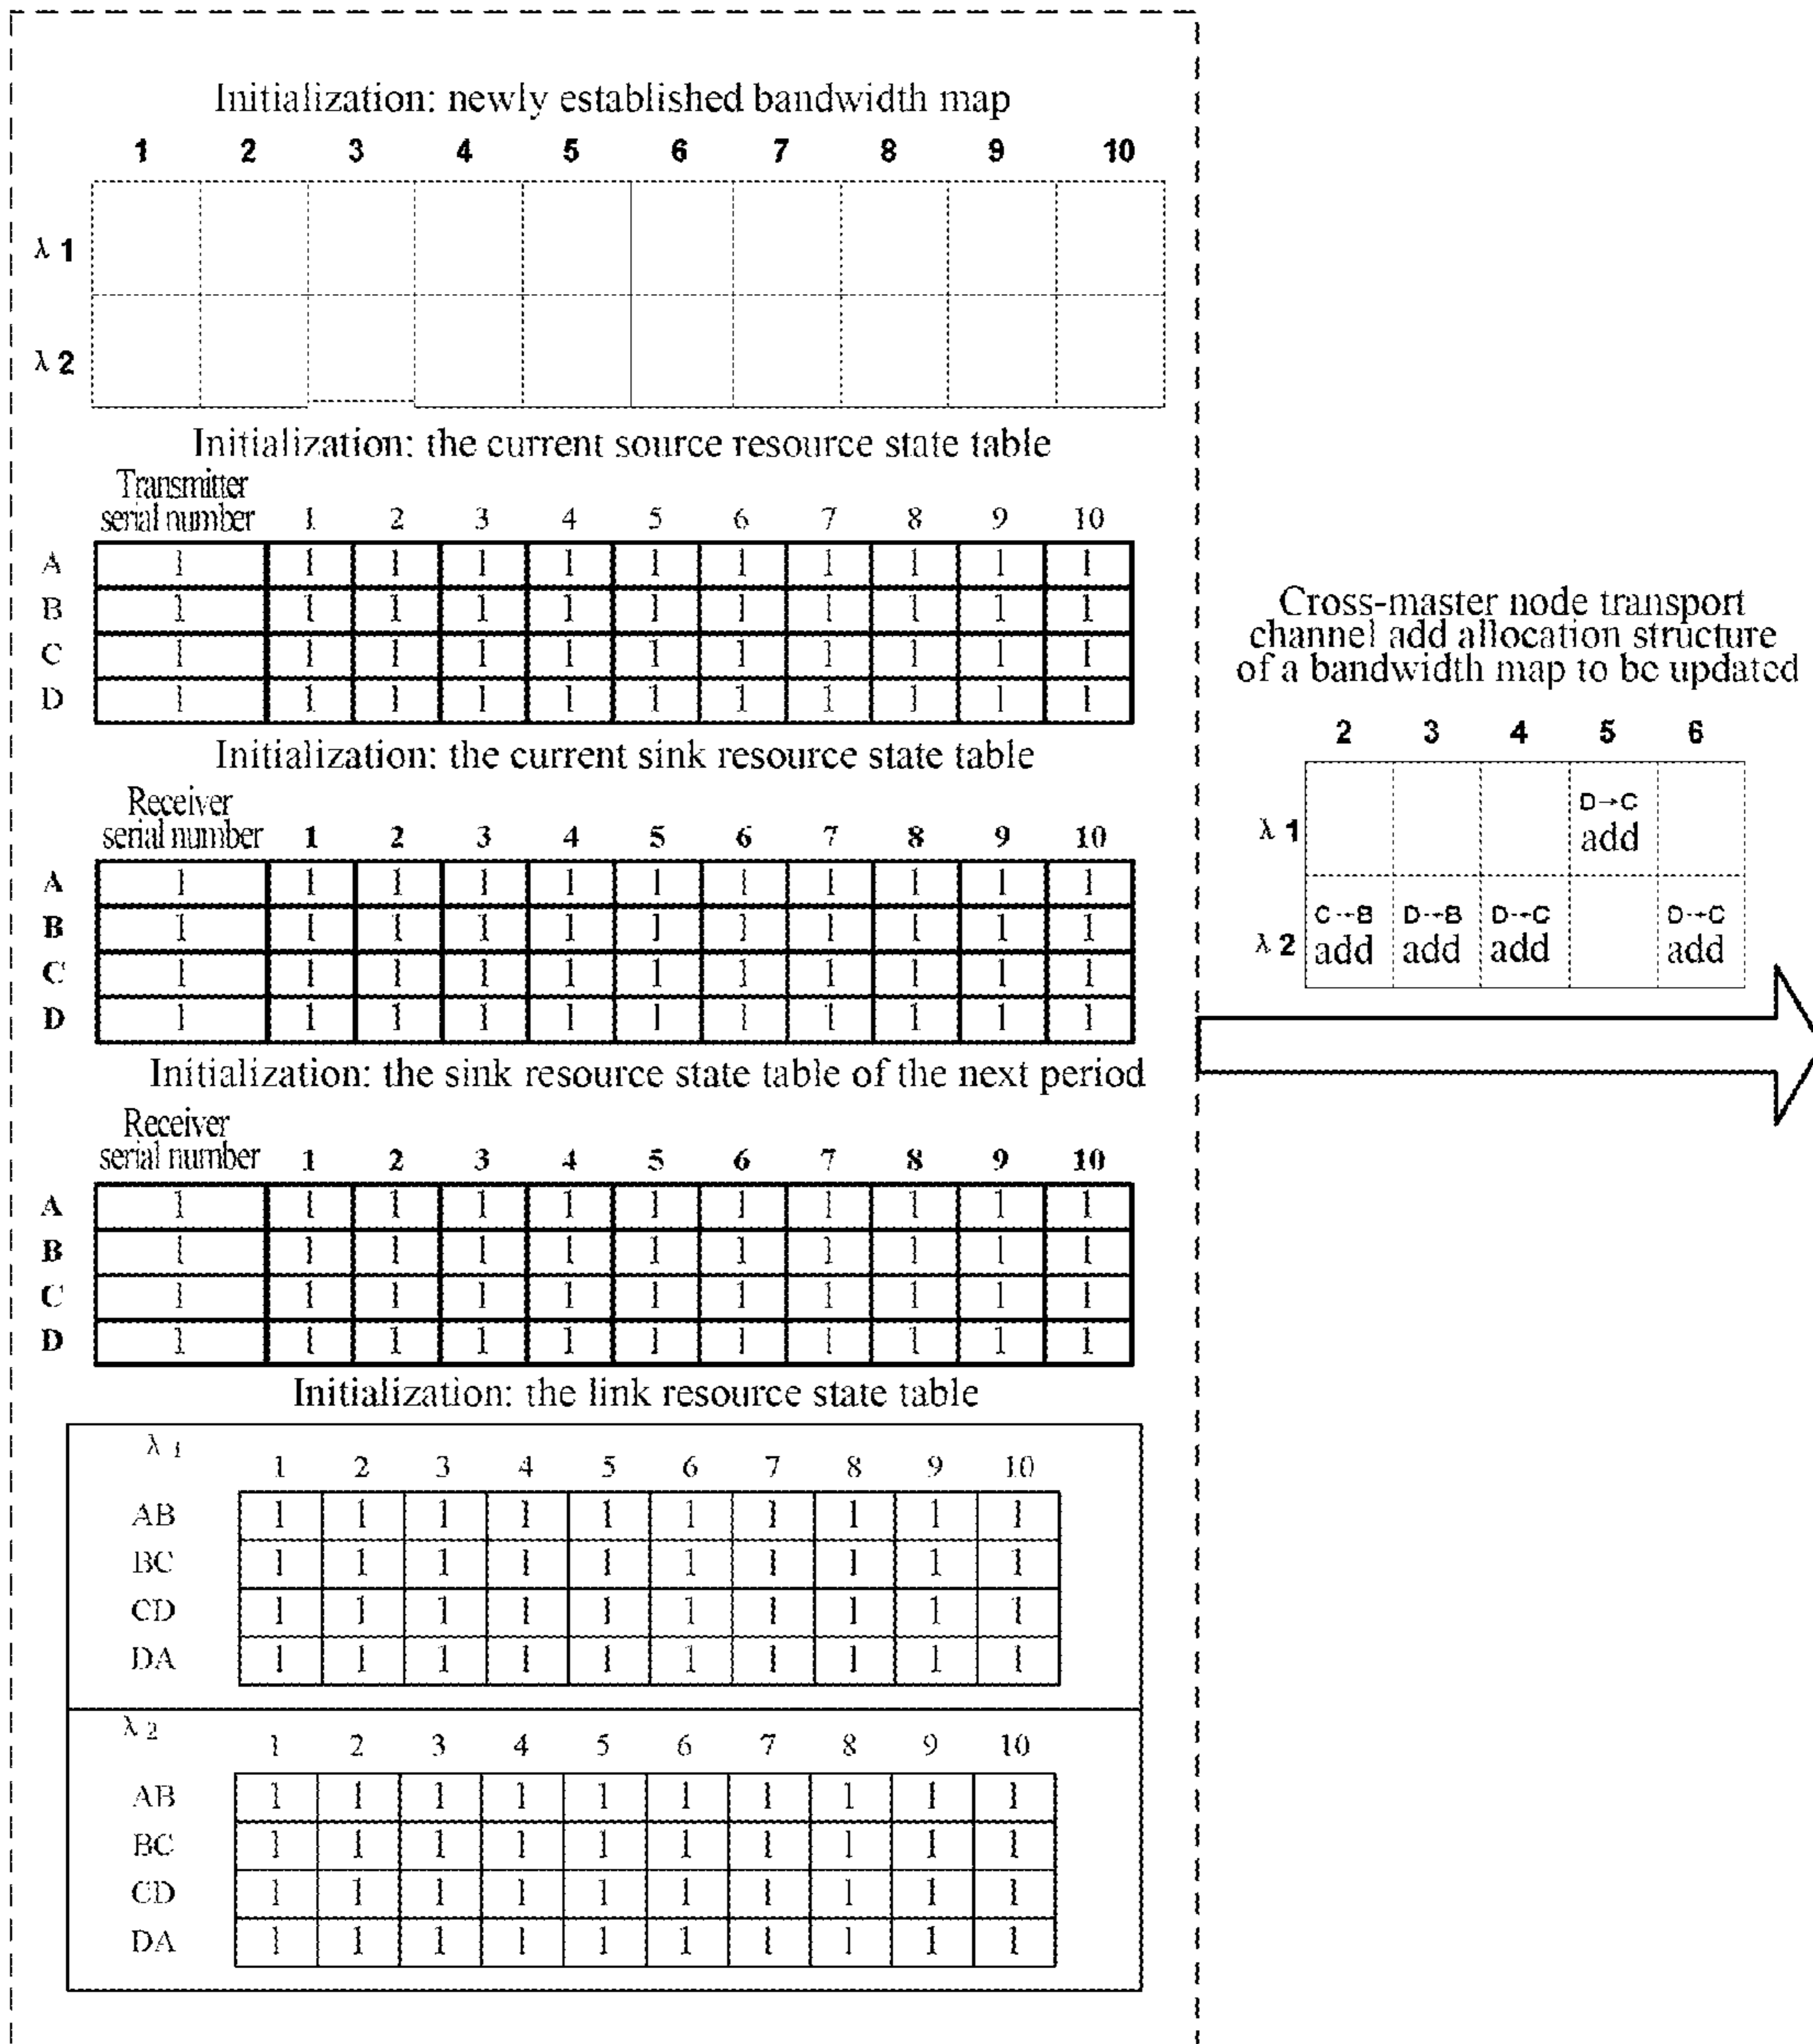 Initialization: newly established bandwidth map
1 2 3 4 5 6 7 8 9 10
λ 1
λ 2
Initialization: the current source resource state table
Transmitter
serial number 1 2 3 4 5 6 7 8 9 10
A 1 1 1 1 1 1 1 1 1 1 1
B 1 1 1 1 1 1 1 1 1 1 1
C 1 1 1 1 1 1 1 1 1 1 1
D 1 1 1 1 1 1 1 1 1 1 1
Initialization: the current sink resource state table
Receiver
serial number 1 2 3 4 5 6 7 8 9 10
A 1 1 1 1 1 1 1 1 1 1 1
B 1 1 1 1 1 1 1 1 1 1 1
C 1 1 1 1 1 1 1 1 1 1 1
D 1 1 1 1 1 1 1 1 1 1 1
Initialization: the sink resource state table of the next period
Receiver
serial number 1 2 3 4 5 6 7 8 9 10
A 1 1 1 1 1 1 1 1 1 1 1
B 1 1 1 1 1 1 1 1 1 1 1
C 1 1 1 1 1 1 1 1 1 1 1
D 1 1 1 1 1 1 1 1 1 1 1
Initialization: the link resource state table
λ 1
1 2 3 4 5 6 7 8 9 10
AB 1 1 1 1 1 1 1 1 1 1
BC 1 1 1 1 1 1 1 1 1 1
CD 1 1 1 1 1 1 1 1 1 1
DA 1 1 1 1 1 1 1 1 1 1
λ 2
1 2 3 4 5 6 7 8 9 10
AB 1 1 1 1 1 1 1 1 1 1
BC 1 1 1 1 1 1 1 1 1 1
CD 1 1 1 1 1 1 1 1 1 1
DA 1 1 1 1 1 1 1 1 1 1
Cross-master node transport
channel add allocation structure
of a bandwidth map to be updated
2 3 4 5 6
D→C
λ 1 add
C→B D→B D→C D→C
λ 2 add add add add